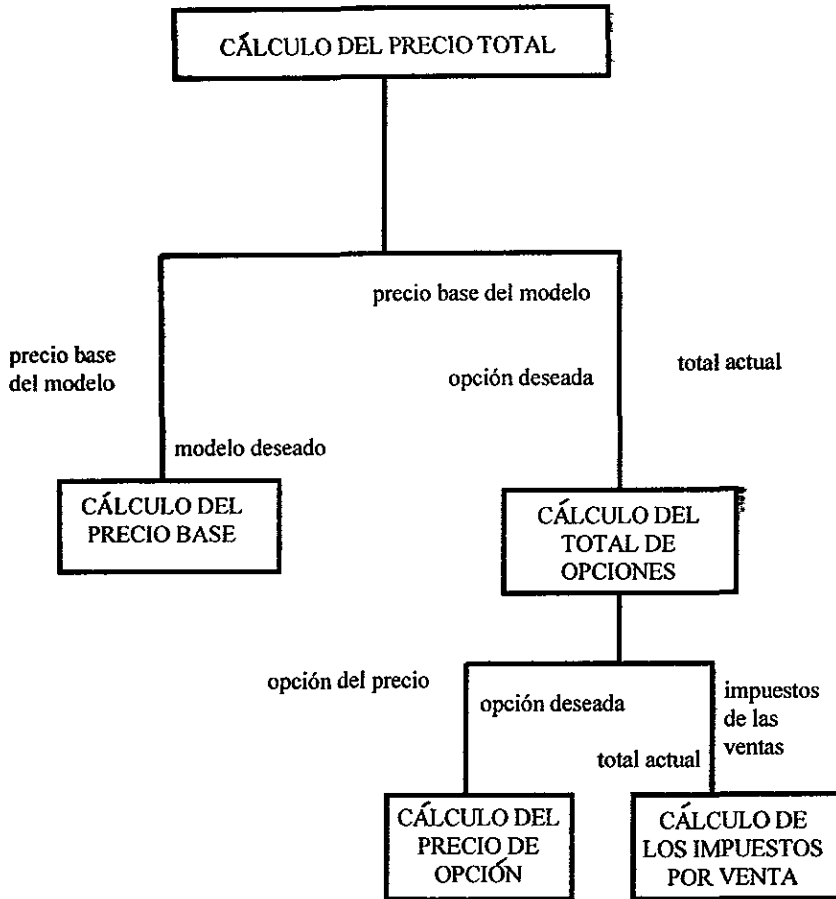 CÁLCULO DEL PRECIO TOTAL
precio base del modelo
precio base
del modelo
opción deseada
total actual
modelo deseado
CÁLCULO DEL
PRECIO BASE
CÁLCULO DEL
TOTAL DE
OPCIONES
opción del precio
opción deseada
impuestos
de las
ventas
total actual
CÁLCULO DEL
PRECIO DE
OPCIÓN
CÁLCULO DE
LOS IMPUESTOS
POR VENTA